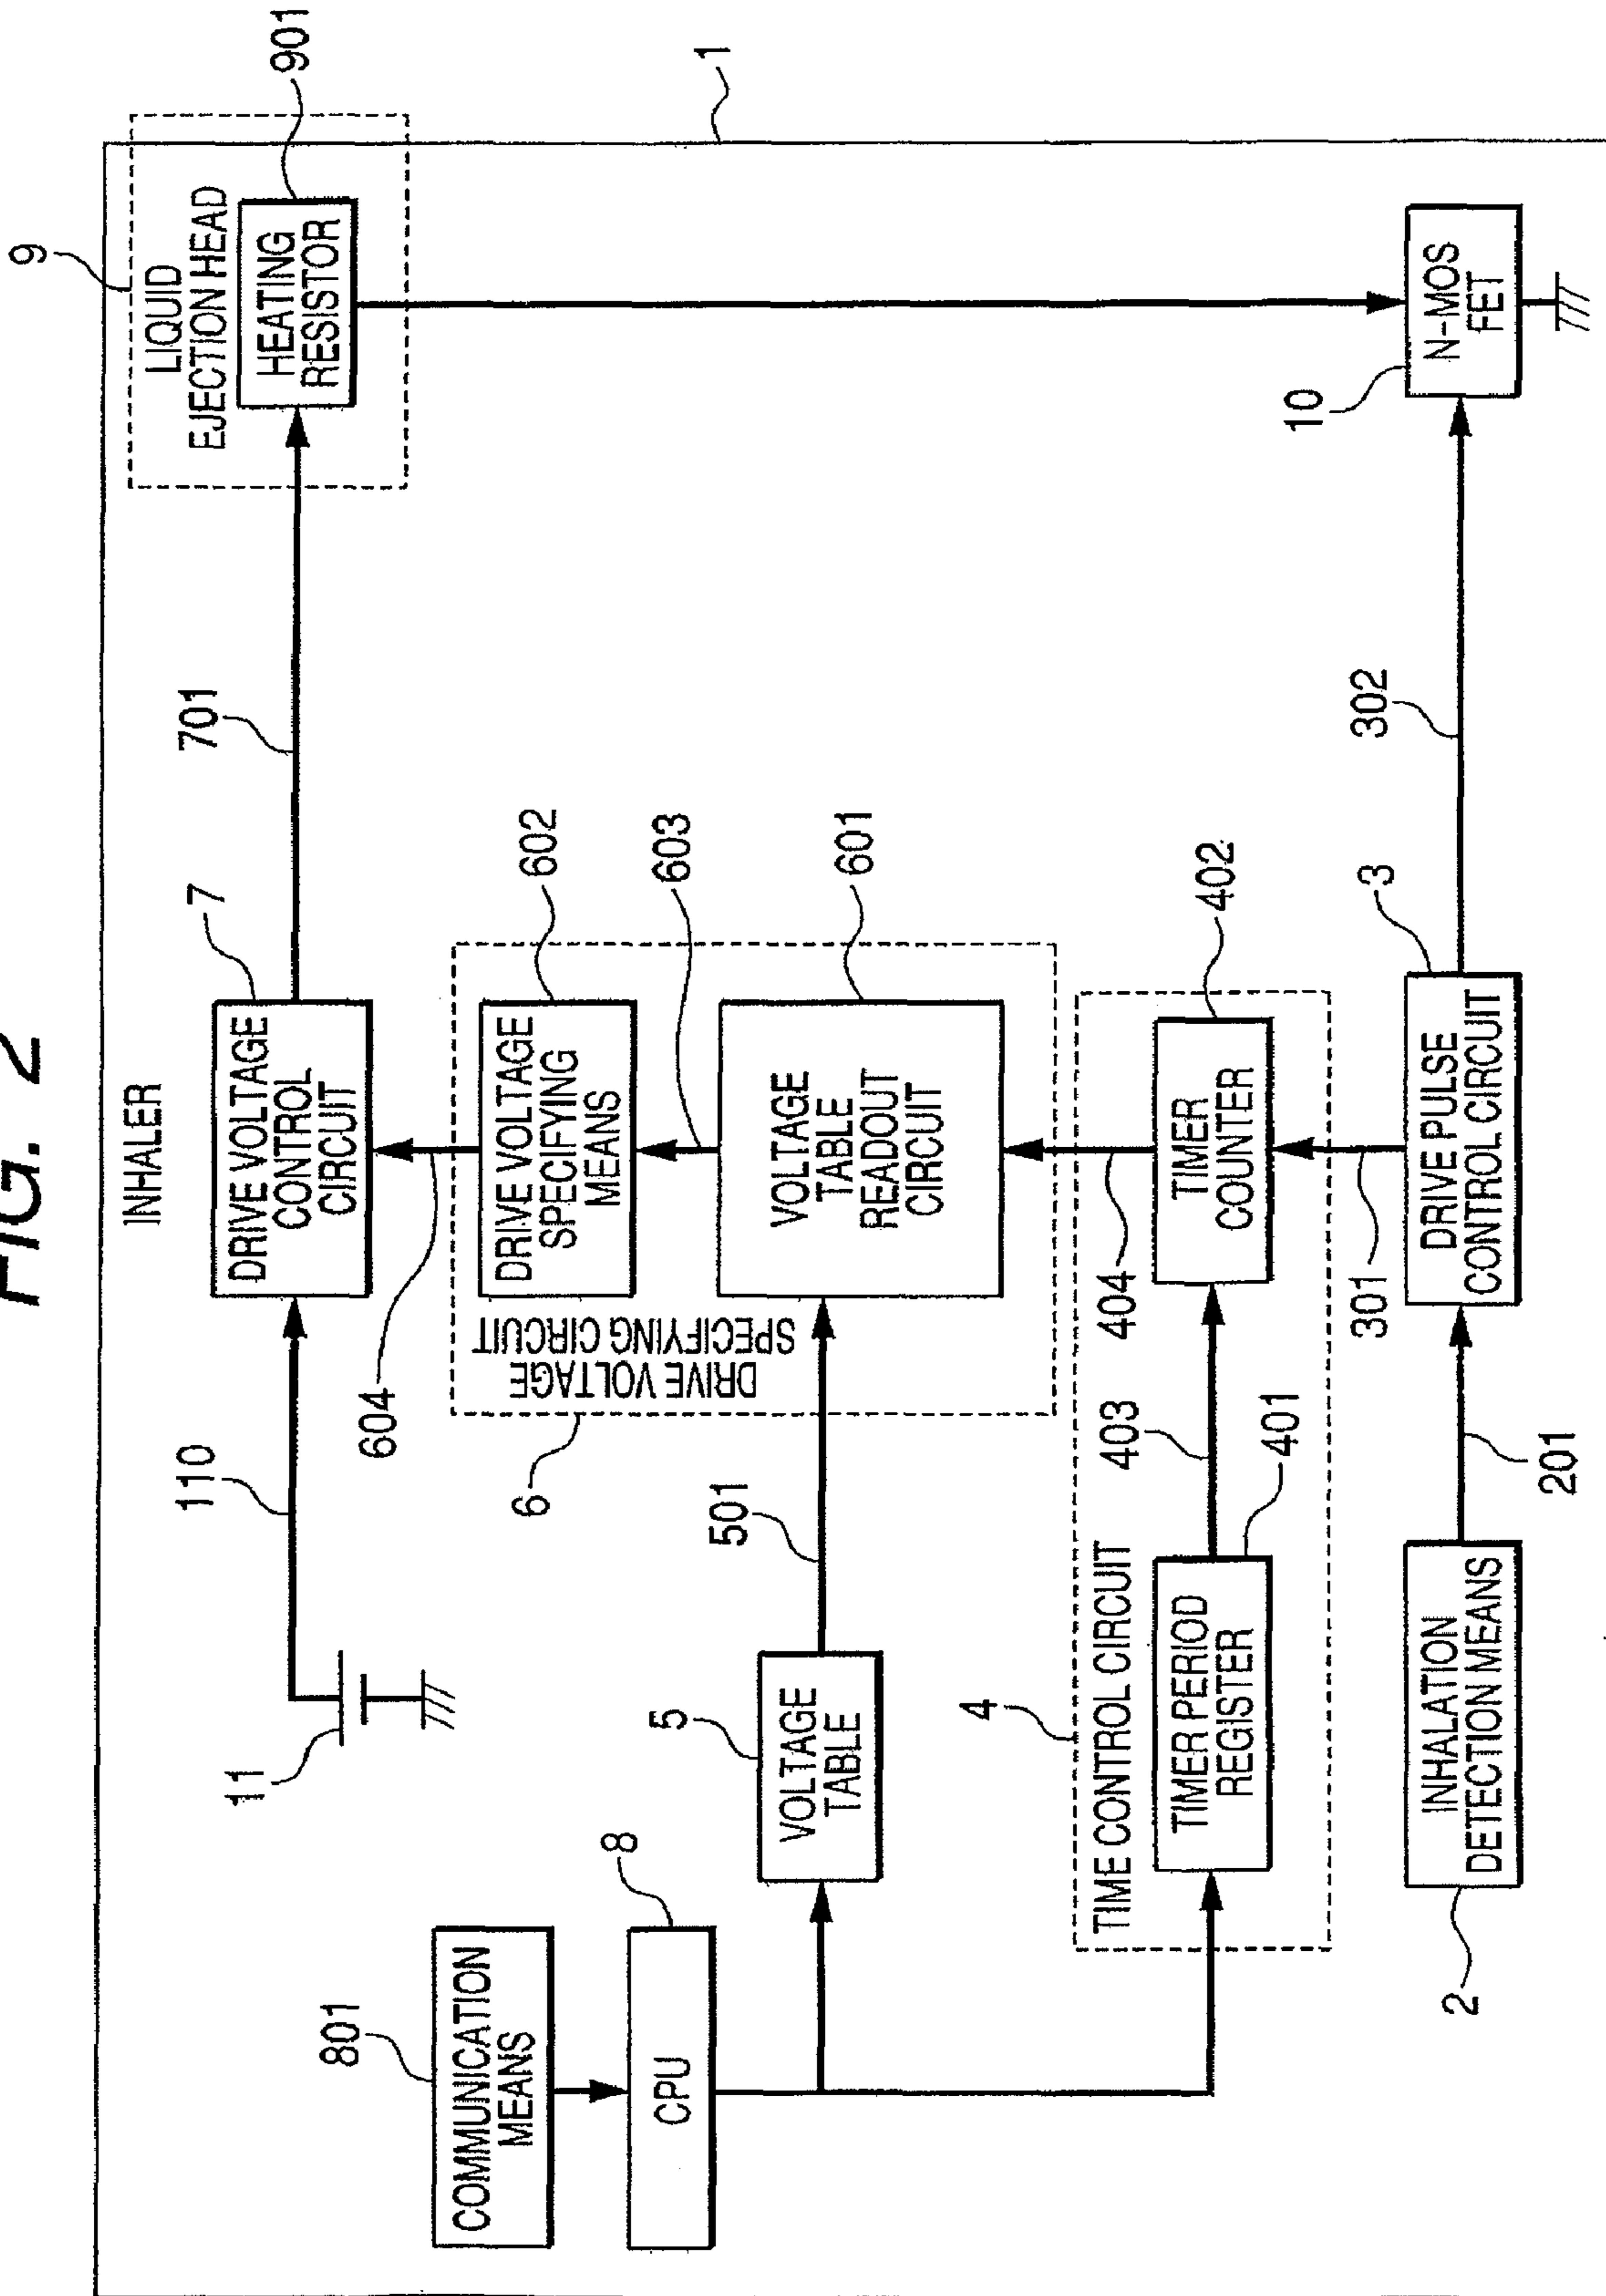 FIG. 2
INHALER
1
9
LIQUID
EJECTION HEAD
HEATING
RESISTOR
901
801
COMMUNICATION
MEANS
8
CPU
11
110
7
DRIVE VOLTAGE
CONTROL
CIRCUIT
701
604
6
DRIVE VOLTAGE
SPECIFYING CIRCUIT
DRIVE VOLTAGE
SPECIFYING
MEANS
602
603
5
VOLTAGE
TABLE
501
VOLTAGE
TABLE
READOUT
CIRCUIT
601
4
TIME CONTROL CIRCUIT
TIMER PERIOD
REGISTER
401
403
404
TIMER
COUNTER
402
2
INHALATION
DETECTION MEANS
201
301
DRIVE PULSE
CONTROL CIRCUIT
3
302
10
N-MOS
FET